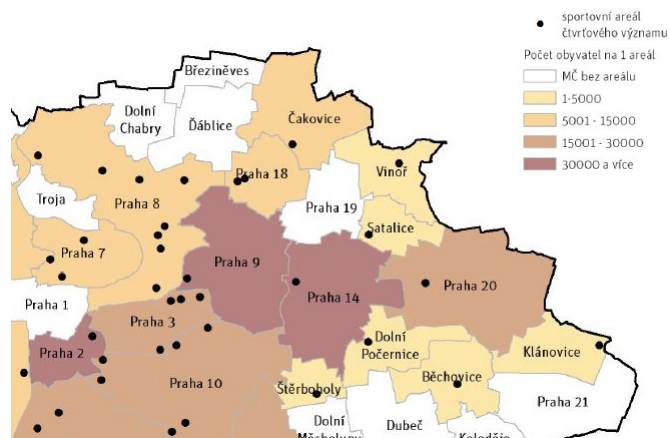 sportovní areál
čtvrťového významu
Počet obyvatel na 1 areál
MČ bez areálu
1-5000
5001 - 15000
15001 - 30000
30000 a více
Březiněves
Dolní
Chabry
Ďáblice
Čakovice
Vinoř
Praha 18
Troja
Praha 8
Praha 19
Satalice
Praha 7
Praha 9
Praha 14
Praha 20
Praha 1
Praha 3
Praha 2
Dolní
Počernice
Klánovice
Běchovice
Praha 10
Štěrboholy
Praha 21
Dolní
Měcholupy
Dubeč
Koloděje